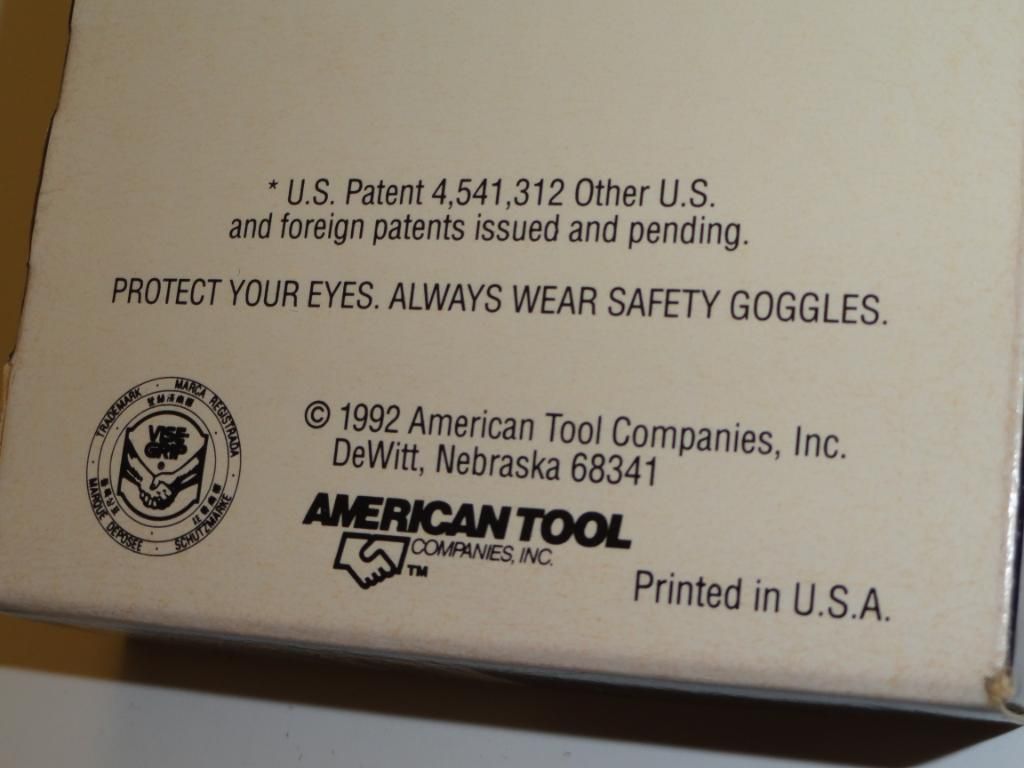 * U.S. Patent 4,541,312 Other U.S.
and foreign patents issued and pending.
PROTECT YOUR EYES. ALWAYS WEAR SAFETY GOGGLES.
TRADEMARK · MARCA REGISTRADA
VISE-
GRIP
MARQUE DEPOSEE · SCHUTZMARKE
© 1992 American Tool Companies, Inc.
DeWitt, Nebraska 68341
AMERICAN TOOL
COMPANIES, INC.
TM
Printed in U.S.A.